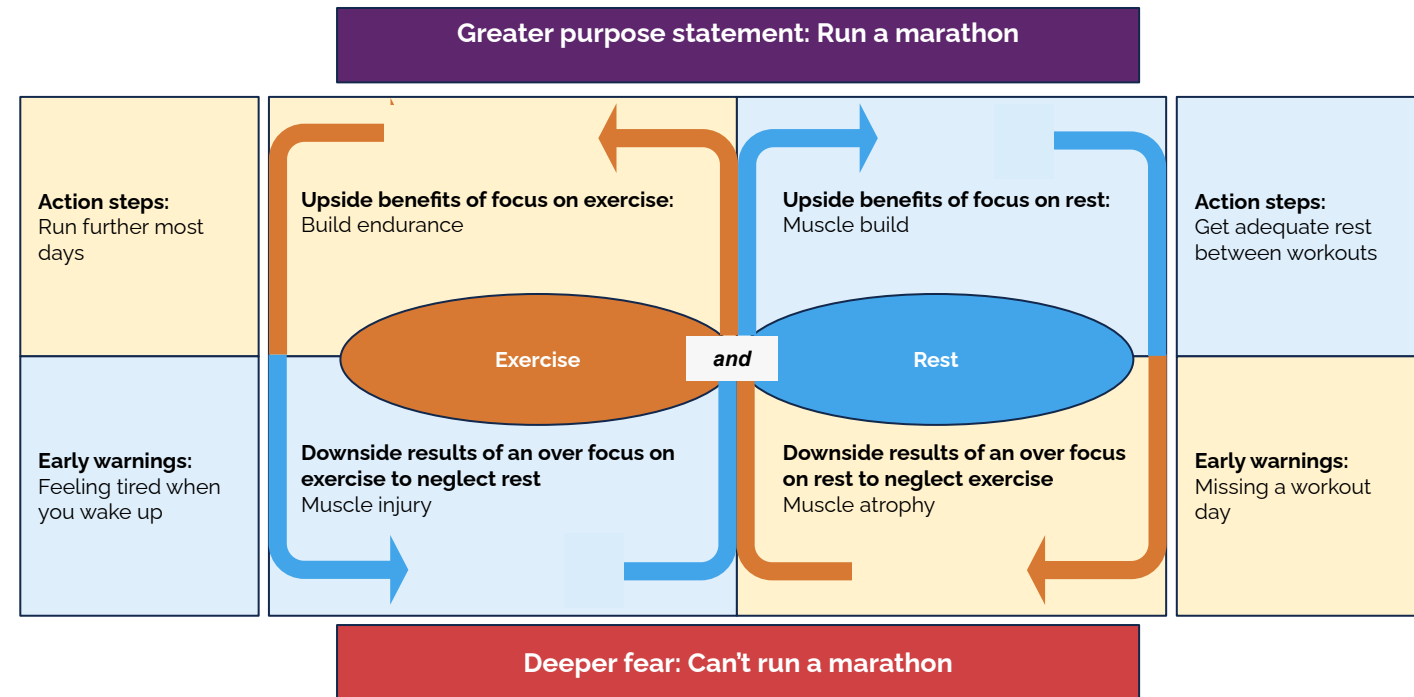 Greater purpose statement: Run a marathon
Action steps:
Run further most
days
Upside benefits of focus on exercise:
Build endurance
Upside benefits of focus on rest:
Muscle build
Action steps:
Get adequate rest
between workouts
Exercise
and
Rest
Early warnings:
Feeling tired when
you wake up
Downside results of an over focus on
exercise to neglect rest
Muscle injury
Downside results of an over focus
on rest to neglect exercise
Muscle atrophy
Early warnings:
Missing a workout
day
Deeper fear: Can’t run a marathon